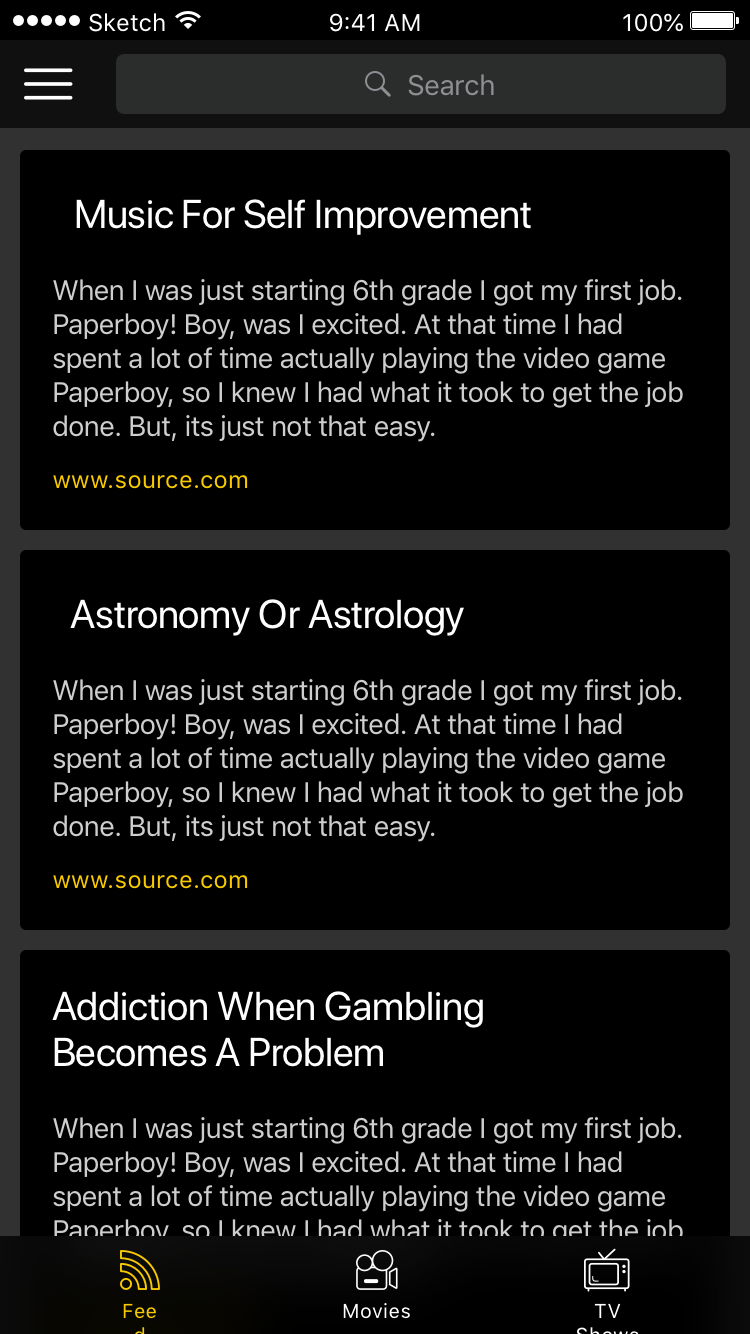 Sketch 9:41 AM 100%
Search
Music For Self Improvement
When I was just starting 6th grade I got my first job.
Paperboy! Boy, was I excited. At that time I had
spent a lot of time actually playing the video game
Paperboy, so I knew I had what it took to get the job
done. But, its just not that easy.
www.source.com
Astronomy Or Astrology
When I was just starting 6th grade I got my first job.
Paperboy! Boy, was I excited. At that time I had
spent a lot of time actually playing the video game
Paperboy, so I knew I had what it took to get the job
done. But, its just not that easy.
www.source.com
Addiction When Gambling
Becomes A Problem
When I was just starting 6th grade I got my first job.
Paperboy! Boy, was I excited. At that time I had
spent a lot of time actually playing the video game
Paperboy, so I knew I had what it took to get the job
Fee Movies TV
d Shows